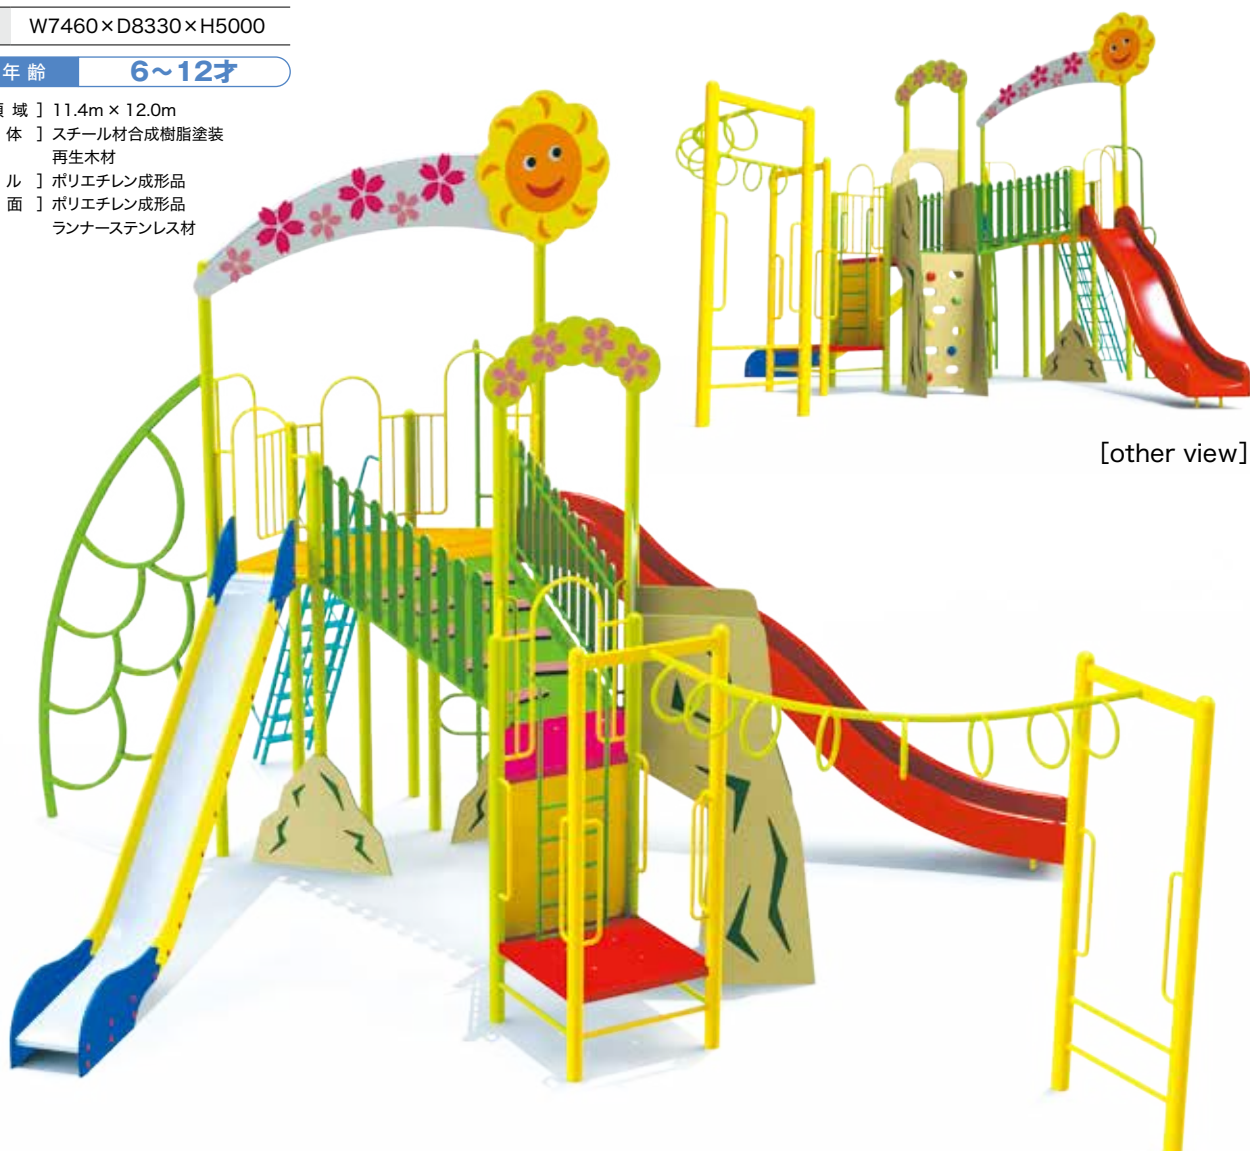 W7460×D8330×H5000
年 齢 6〜12才
域 ] 11.4m × 12.0m
体 ] スチール材合成樹脂塗装
再生木材
ル ] ポリエチレン成形品
面 ] ポリエチレン成形品
ランナーステンレス材
[other view]